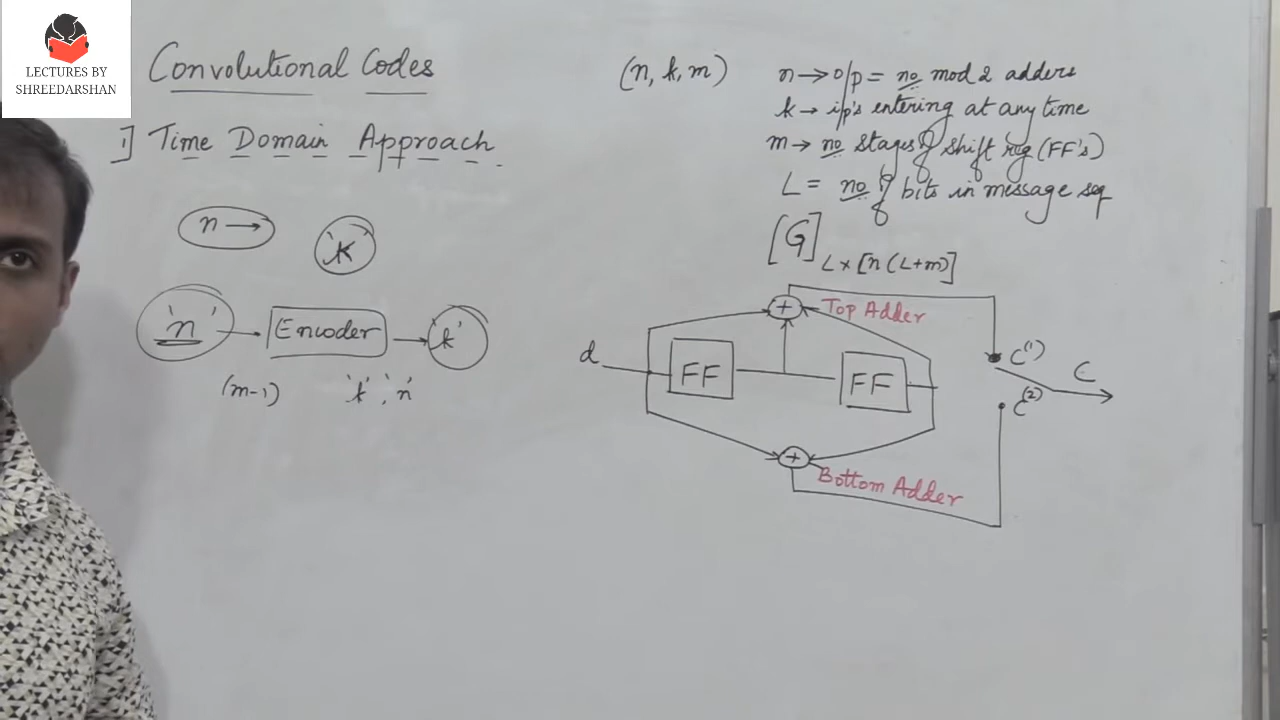 LECTURES BY
SHREEDARSHAN
Convolutional Codes
1] Time Domain Approach
n →
'k'
'n'
Encoder
'k'
(m-1)
'k', 'n'
(n, k, m)
n → o/p = no mod 2 adders
k → i/p's entering at any time
m → no stages of shift reg (FF's)
L = no of bits in message seq
[G] L×[n(L+m)]
+
Top Adder
d
FF
FF
C(1)
C
C(2)
+
Bottom Adder